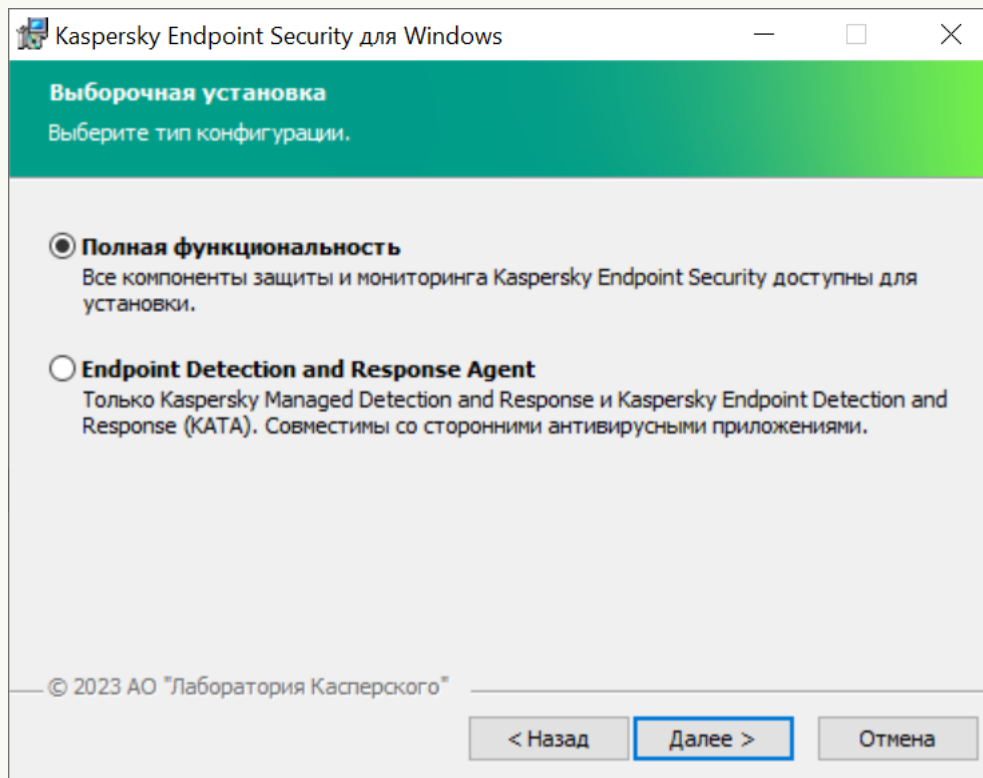 Kaspersky Endpoint Security для Windows
Выборочная установка
Выберите тип конфигурации.
Полная функциональность
Все компоненты защиты и мониторинга Kaspersky Endpoint Security доступны для
установки.
Endpoint Detection and Response Agent
Только Kaspersky Managed Detection and Response и Kaspersky Endpoint Detection and
Response (KATA). Совместимы со сторонними антивирусными приложениями.
© 2023 АО "Лаборатория Касперского"
< Назад
Далее >
Отмена